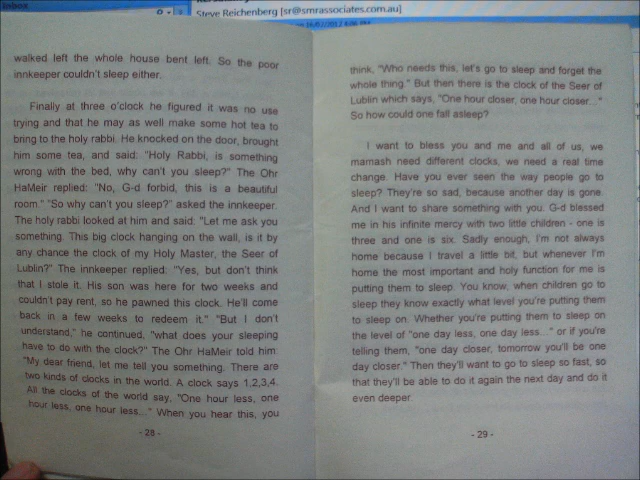 Inbox
Steve Reichenberg [sr@smrassociates.com.au]
walked left the whole house bent left. So the poor
innkeeper couldn't sleep either.
Finally at three o'clock he figured it was no use
trying and that he may as well make some hot tea to
bring to the holy rabbi. He knocked on the door, brought
him some tea, and said: "Holy Rabbi, is something
wrong with the bed, why can't you sleep?" The Ohr
HaMeir replied: "No, G-d forbid, this is a beautiful
room." "So why can't you sleep?" asked the innkeeper.
The holy rabbi looked at him and said: "Let me ask you
something. This big clock hanging on the wall, is it by
any chance the clock of my Holy Master, the Seer of
Lublin?" The innkeeper replied: "Yes, but don't think
that I stole it. His son was here for two weeks and
couldn't pay rent, so he pawned this clock. He'll come
back in a few weeks to redeem it." "But I don't
understand," he continued, "what does your sleeping
have to do with the clock?" The Ohr HaMeir told him:
"My dear friend, let me tell you something. There are
two kinds of clocks in the world. A clock says 1,2,3,4.
All the clocks of the world say, "One hour less, one
hour less, one hour less..." When you hear this, you
- 28 -
think, "Who needs this, let's go to sleep and forget the
whole thing." But then there is the clock of the Seer of
Lublin which says, "One hour closer, one hour closer..."
So how could one fall asleep?
I want to bless you and me and all of us, we
mamash need different clocks, we need a real time
change. Have you ever seen the way people go to
sleep? They're so sad, because another day is gone.
And I want to share something with you. G-d blessed
me in his infinite mercy with two little children - one is
three and one is six. Sadly enough, I'm not always
home because I travel a little bit, but whenever I'm
home the most important and holy function for me is
putting them to sleep. You know, when children go to
sleep they know exactly what level you're putting them
to sleep on. Whether you're putting them to sleep on
the level of "one day less, one day less..." or if you're
telling them, "one day closer, tomorrow you'll be one
day closer." Then they'll want to go to sleep so fast, so
that they'll be able to do it again the next day and do it
even deeper.
- 29 -